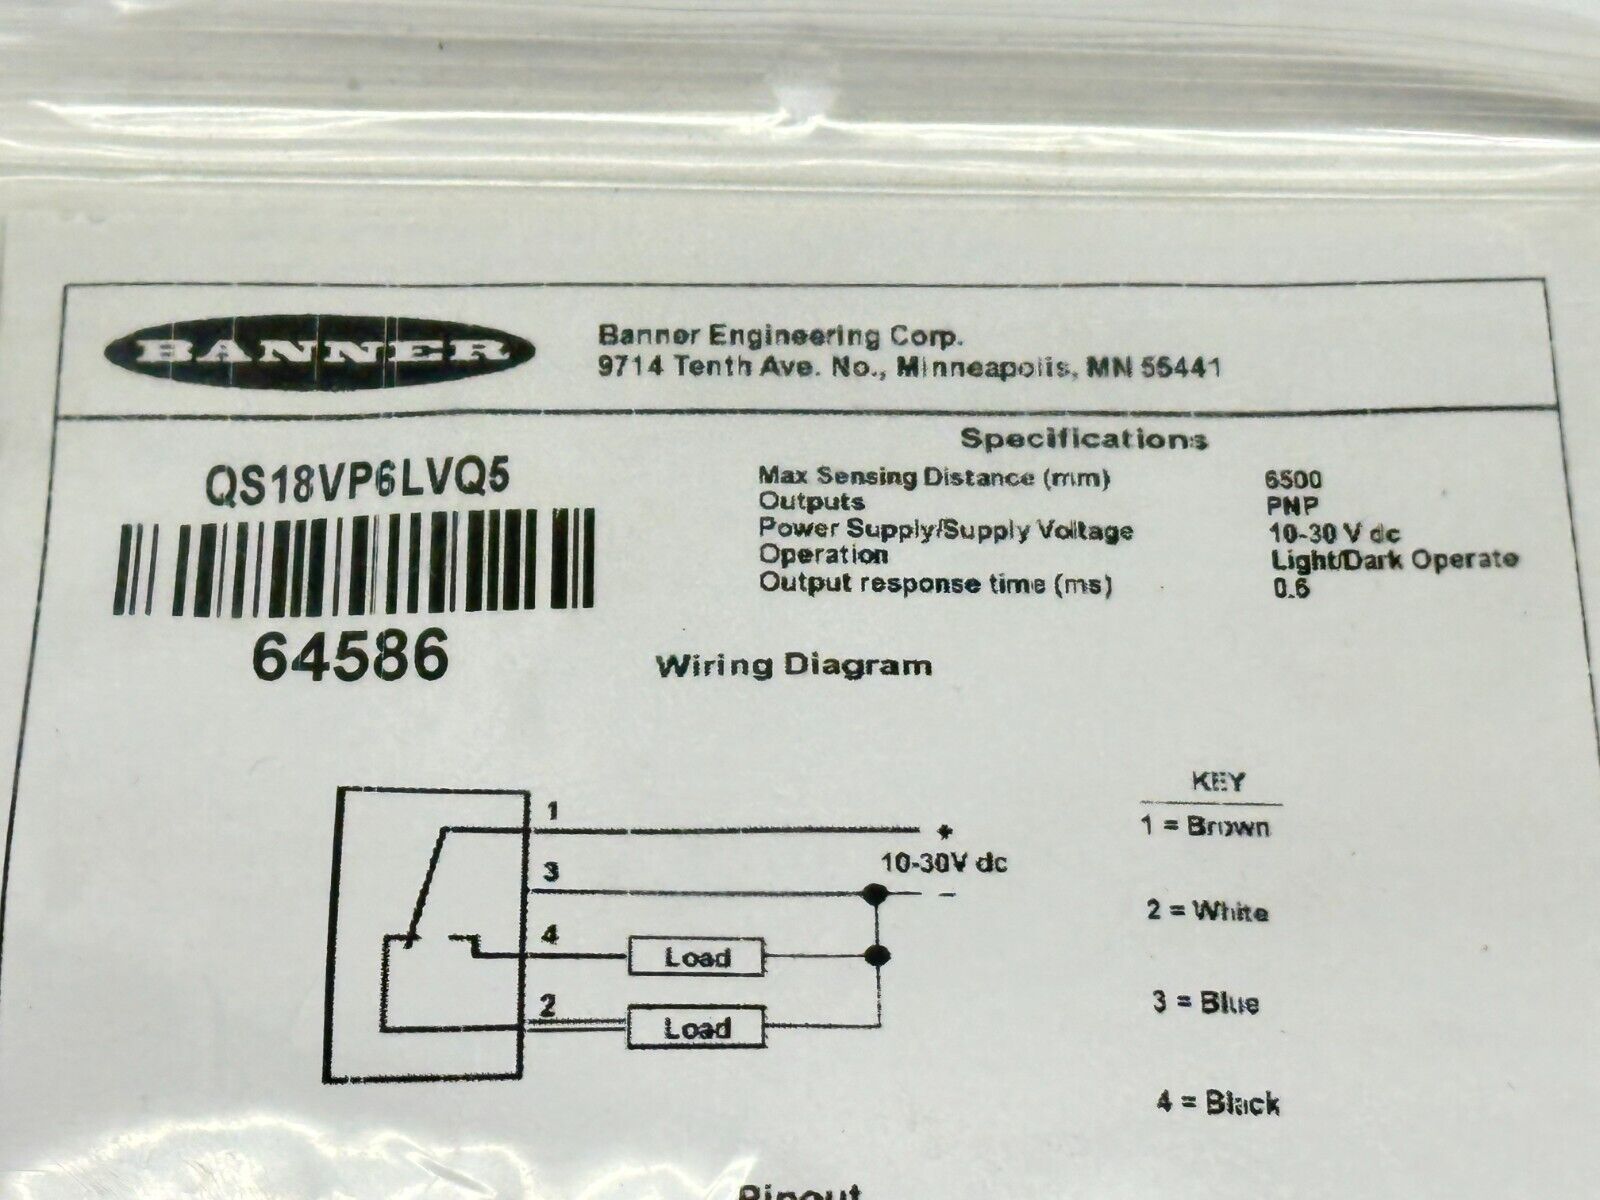 BANNER
Banner Engineering Corp.
9714 Tenth Ave. No., Minneapolis, MN 55441
QS18VP6LVQ5
64586
Specifications
Max Sensing Distance (mm) 6500
Outputs PNP
Power Supply/Supply Voltage 10-30 V dc
Operation Light/Dark Operate
Output response time (ms) 0.6
Wiring Diagram
1
+
10-30V dc
3
-
4
Load
2
Load
KEY
1 = Brown
2 = White
3 = Blue
4 = Black
Pinout